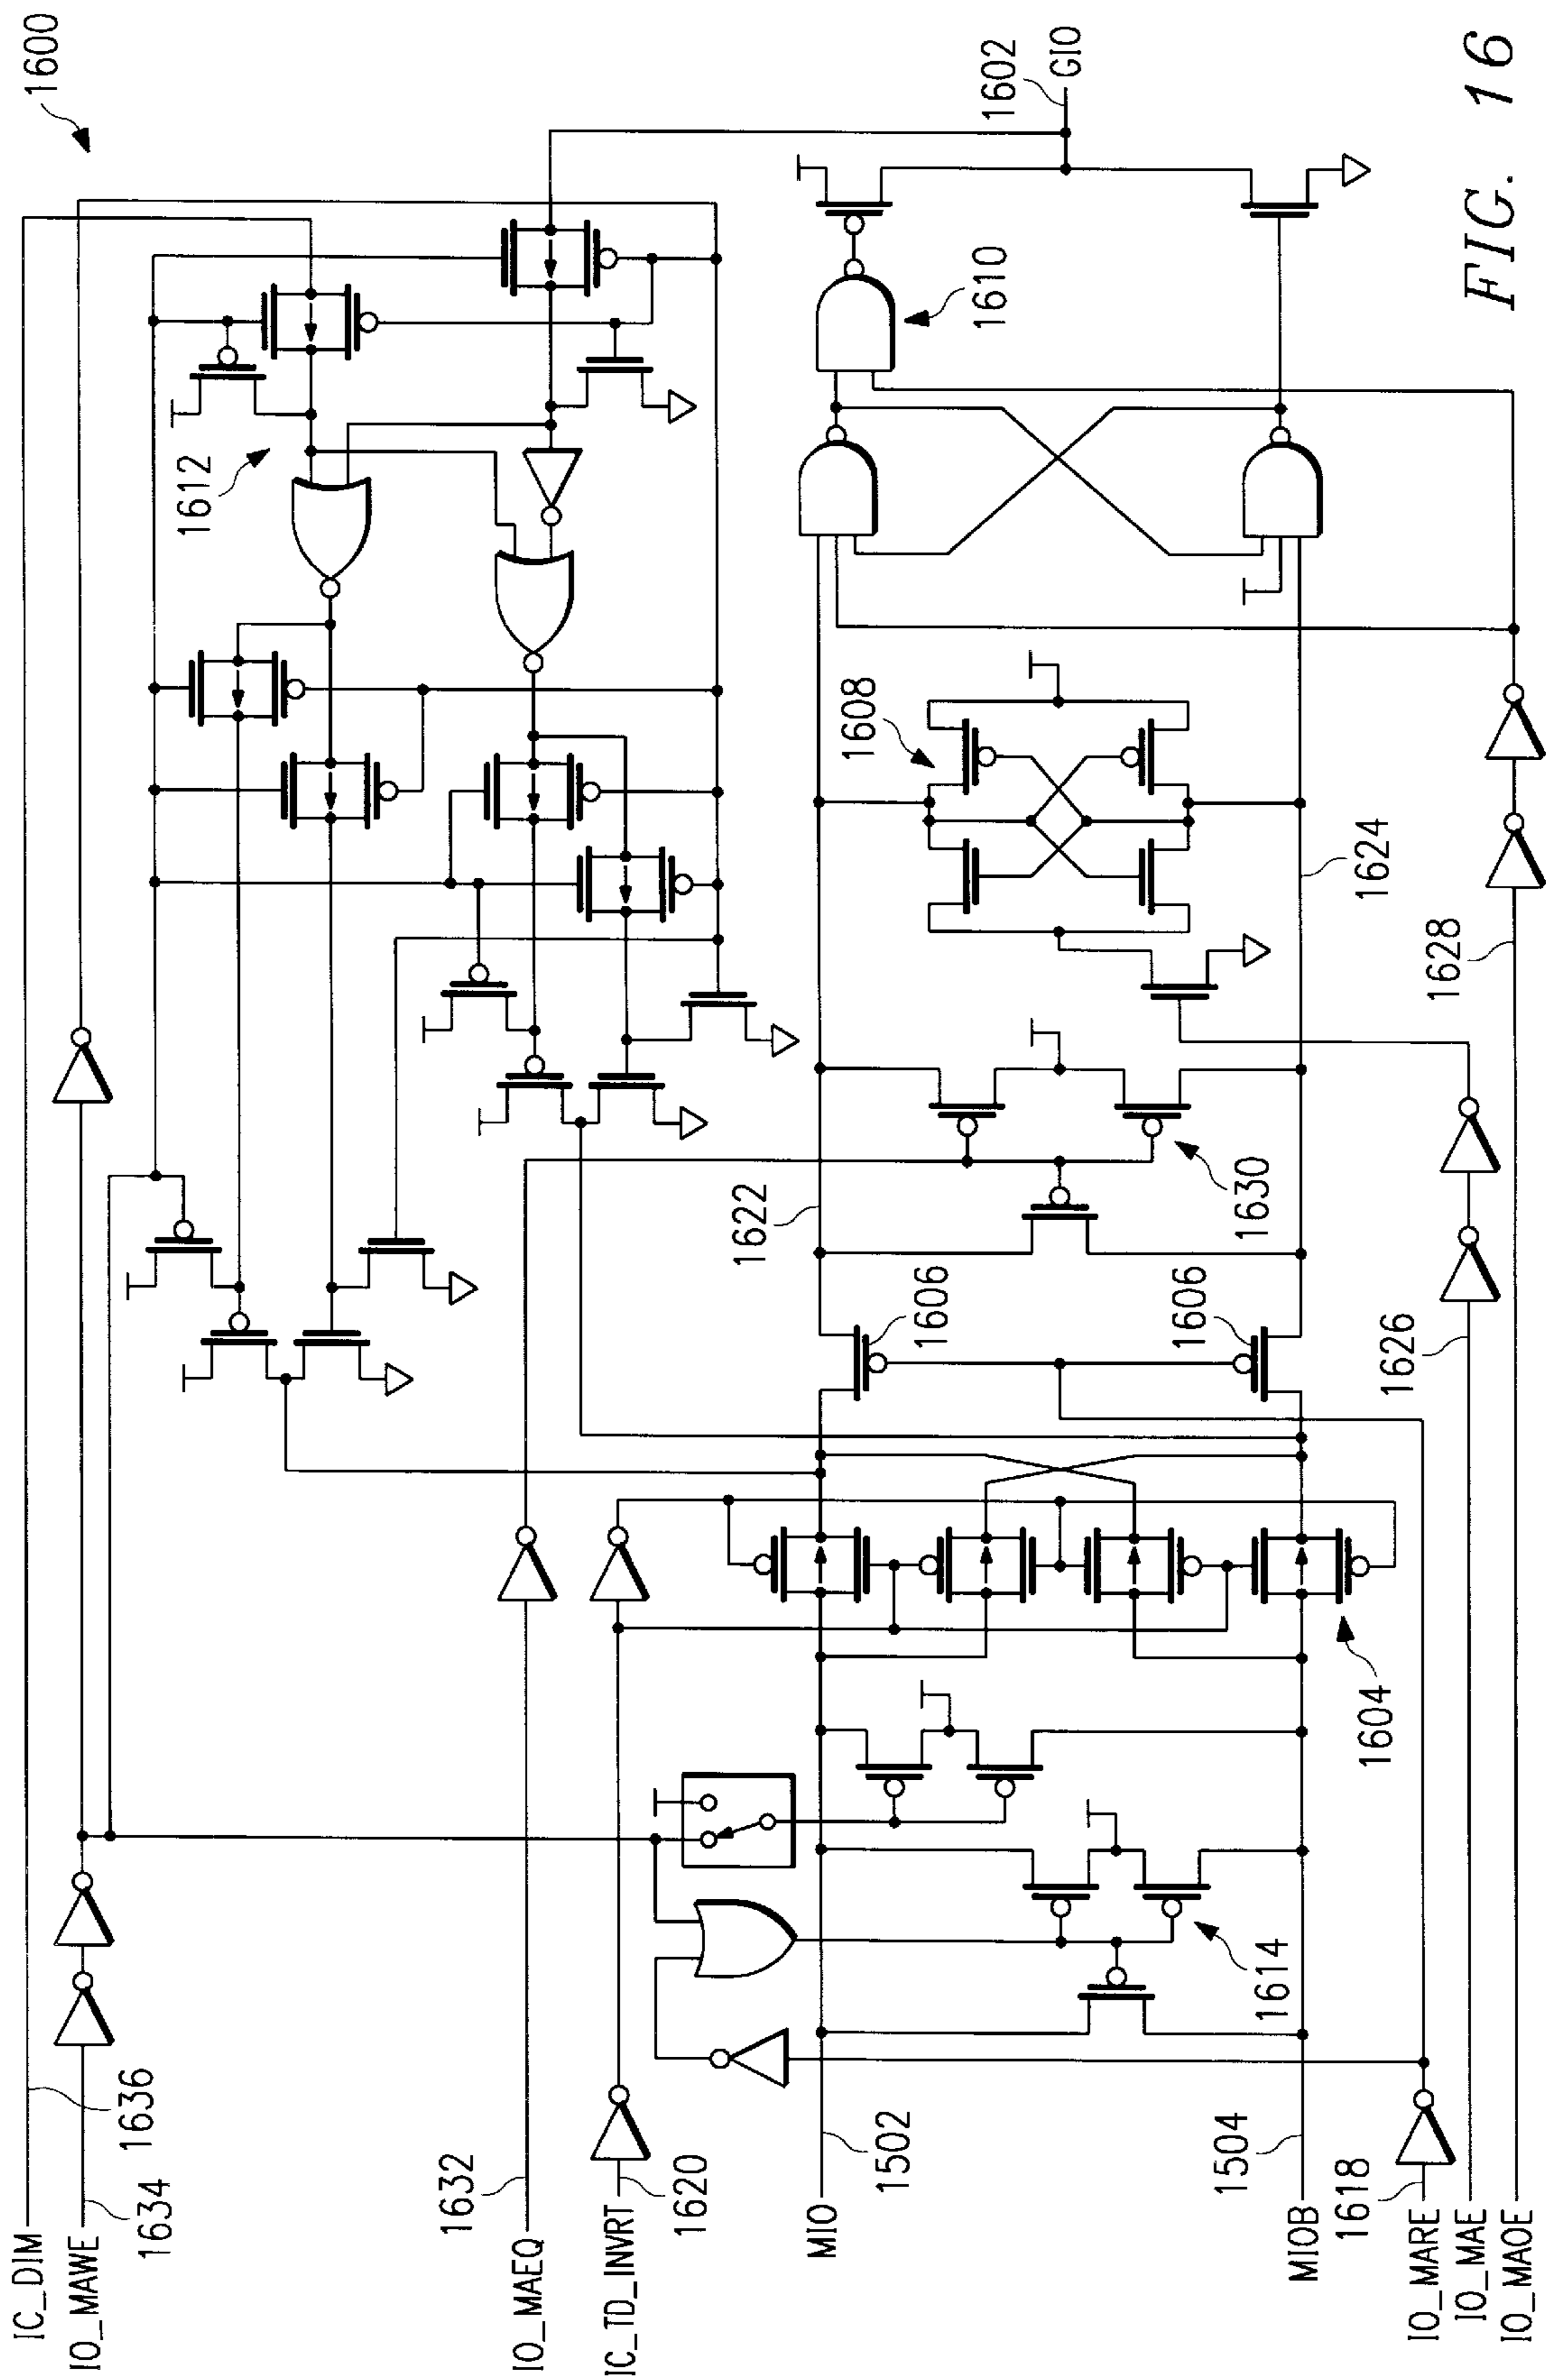 1600
IC_DIM
1636
IO_MAWE
1634
1612
1602
GIO
IO_MAEQ
1632
IC_TD_INVRT
1620
1610
1608
MIO
1502
1622
1606
1630
1606
1624
1604
1614
MIOB
1504
IO_MARE
1618
IO_MAE
1626
IO_MAOE
1628
FIG. 16